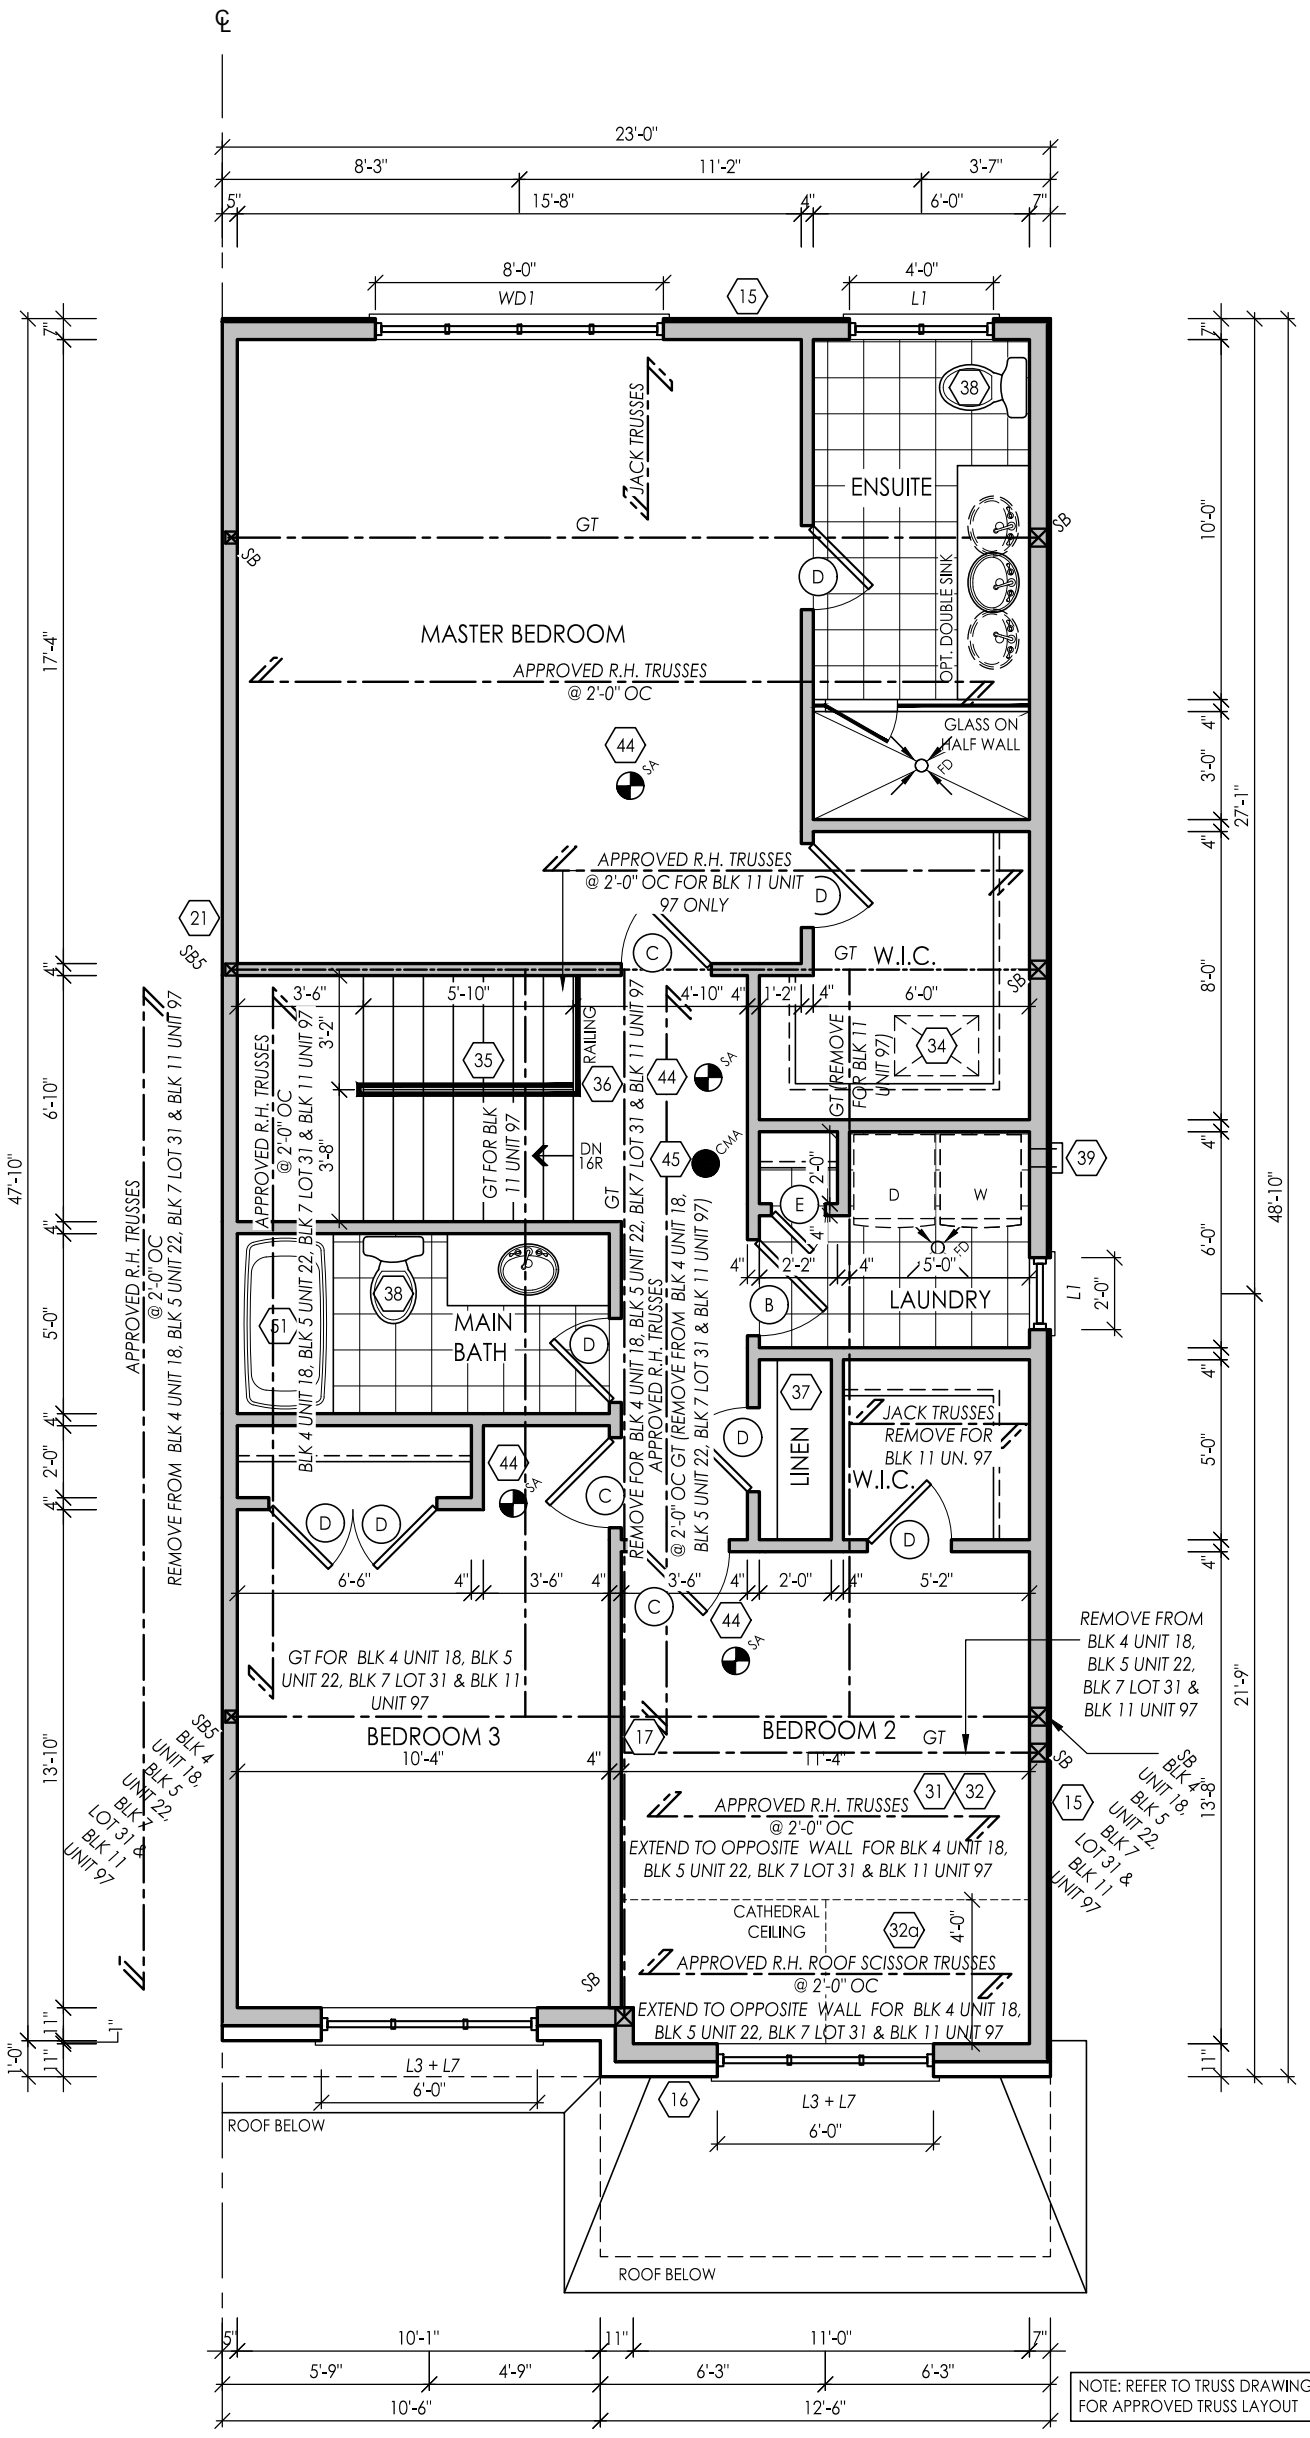 ℄
23'-0"
8'-3"
11'-2"
3'-7"
5"
15'-8"
4"
6'-0"
7"
8'-0"
WD1
15
4'-0"
L1
7"
7"
38
JACK TRUSSES
ENSUITE
GT
SB
SB
10'-0"
D
OPT. DOUBLE SINK
MASTER BEDROOM
17'-4"
APPROVED R.H. TRUSSES
@ 2'-0" OC
4"
GLASS ON
HALF WALL
FD
3'-0"
27'-1"
44
SA
4"
APPROVED R.H. TRUSSES
@ 2'-0" OC FOR BLK 11 UNIT
97 ONLY
D
21
SB5
C
GT
W.I.C.
SB
4"
8'-0"
3'-6"
5'-10"
4'-10"
4"
1'-2"
4"
6'-0"
3'-2"
RAILING
35
36
44
SA
34
GT (REMOVE
FOR BLK 11
UNIT 97)
6'-10"
47'-10"
APPROVED R.H. TRUSSES
@ 2'-0" OC
REMOVE FROM BLK 4 UNIT 18, BLK 5 UNIT 22, BLK 7 LOT 31 & BLK 11 UNIT 97
APPROVED R.H. TRUSSES
@ 2'-0" OC
BLK 4 UNIT 18, BLK 5 UNIT 22, BLK 7 LOT 31 & BLK 11 UNIT 97
3'-8"
GT FOR BLK
11 UNIT 97
DN
16R
45
CMA
GT
REMOVE FOR BLK 4 UNIT 18, BLK 5 UNIT 22, BLK 7 LOT 31 & BLK 11 UNIT 97
APPROVED R.H. TRUSSES
@ 2'-0" OC GT (REMOVE FROM BLK 4 UNIT 18,
BLK 5 UNIT 22, BLK 7 LOT 31 & BLK 11 UNIT 97)
2'-0"
E
4"
D
W
FD
39
4"
48'-10"
6'-0"
4"
4"
2'-2"
4"
5'-0"
B
LAUNDRY
L1
2'-0"
5'-0"
51
38
MAIN
BATH
D
4"
37
LINEN
D
JACK TRUSSES
REMOVE FOR
BLK 11 UN. 97
W.I.C.
5'-0"
4"
2'-0"
4"
44
SA
C
D
D
D
4"
6'-6"
4"
3'-6"
4"
3'-6"
4"
2'-0"
4"
5'-2"
C
44
SA
REMOVE FROM
BLK 4 UNIT 18,
BLK 5 UNIT 22,
BLK 7 LOT 31 &
BLK 11 UNIT 97
GT FOR BLK 4 UNIT 18, BLK 5
UNIT 22, BLK 7 LOT 31 & BLK 11
UNIT 97
21'-9"
BEDROOM 3
10'-4"
17
4"
BEDROOM 2
GT
11'-4"
SB5
BLK 4
UNIT 18,
BLK 5
UNIT 22,
BLK 7
LOT 31 &
BLK 11
UNIT 97
13'-10"
SB
SB
BLK 4
UNIT 18,
BLK 5
UNIT 22,
BLK 7
LOT 31 &
BLK 11
UNIT 97
15
13'-8"
31
32
APPROVED R.H. TRUSSES
@ 2'-0" OC
EXTEND TO OPPOSITE WALL FOR BLK 4 UNIT 18,
BLK 5 UNIT 22, BLK 7 LOT 31 & BLK 11 UNIT 97
CATHEDRAL
CEILING
32a
4'-0"
APPROVED R.H. ROOF SCISSOR TRUSSES
@ 2'-0" OC
EXTEND TO OPPOSITE WALL FOR BLK 4 UNIT 18,
BLK 5 UNIT 22, BLK 7 LOT 31 & BLK 11 UNIT 97
SB
11"
1"
1'-0"
11"
11"
L3 + L7
6'-0"
16
L3 + L7
6'-0"
ROOF BELOW
ROOF BELOW
5"
10'-1"
11"
11'-0"
7"
5'-9"
4'-9"
6'-3"
6'-3"
10'-6"
12'-6"
NOTE: REFER TO TRUSS DRAWING
FOR APPROVED TRUSS LAYOUT